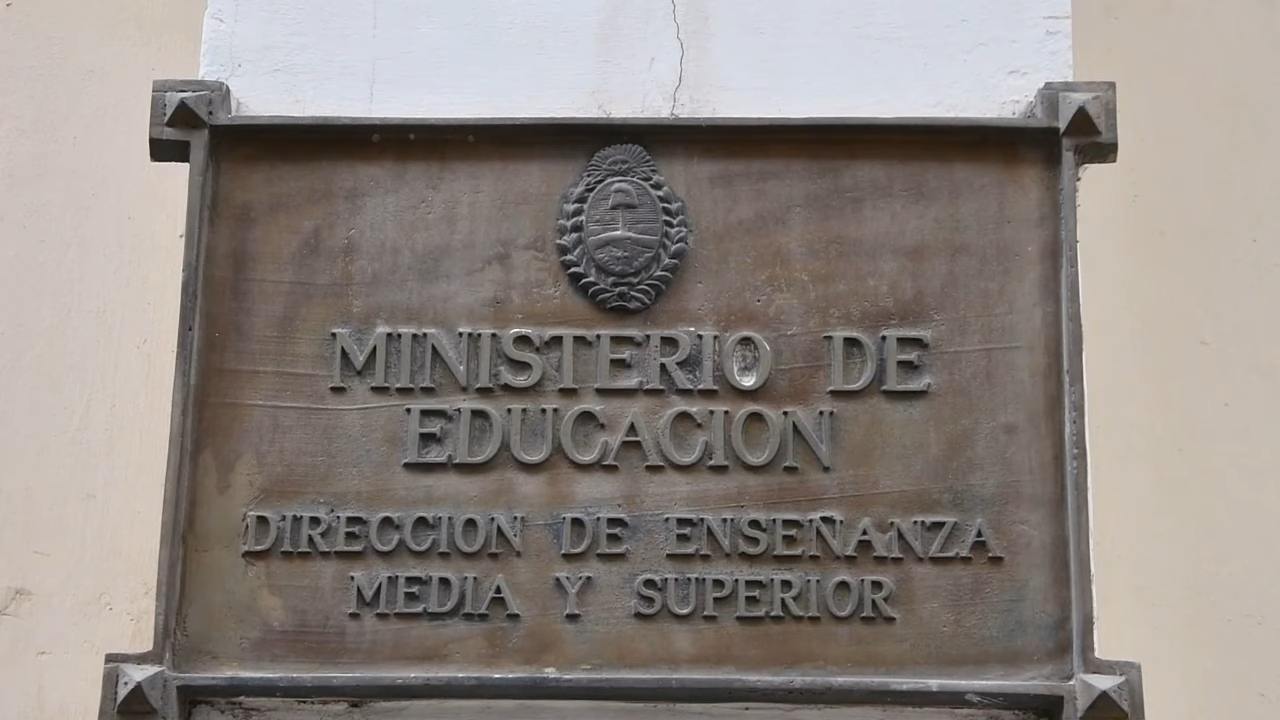 MINISTERIO DE
EDUCACION
DIRECCION DE ENSEÑANZA
MEDIA Y SUPERIOR